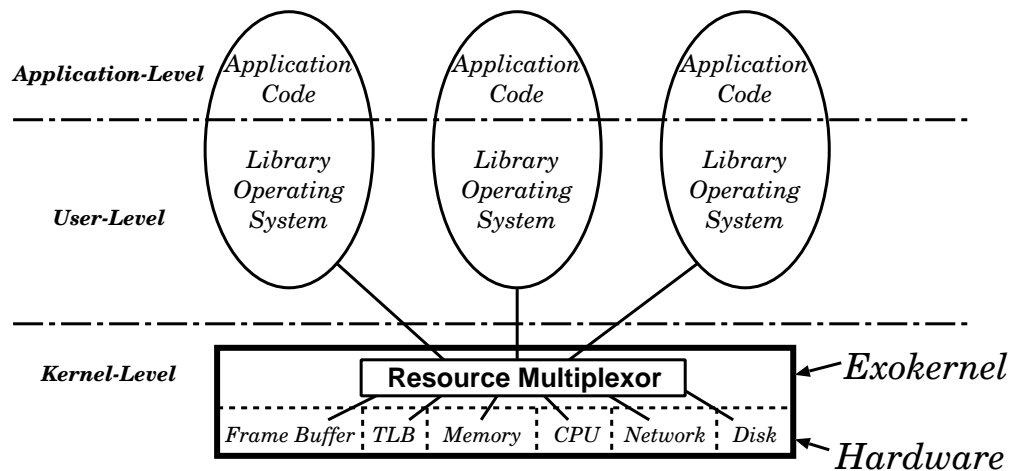 Application-Level
Application
Code
Application
Code
Application
Code
User-Level
Library
Operating
System
Library
Operating
System
Library
Operating
System
Kernel-Level
Resource Multiplexor
Exokernel
Frame Buffer
TLB
Memory
CPU
Network
Disk
Hardware